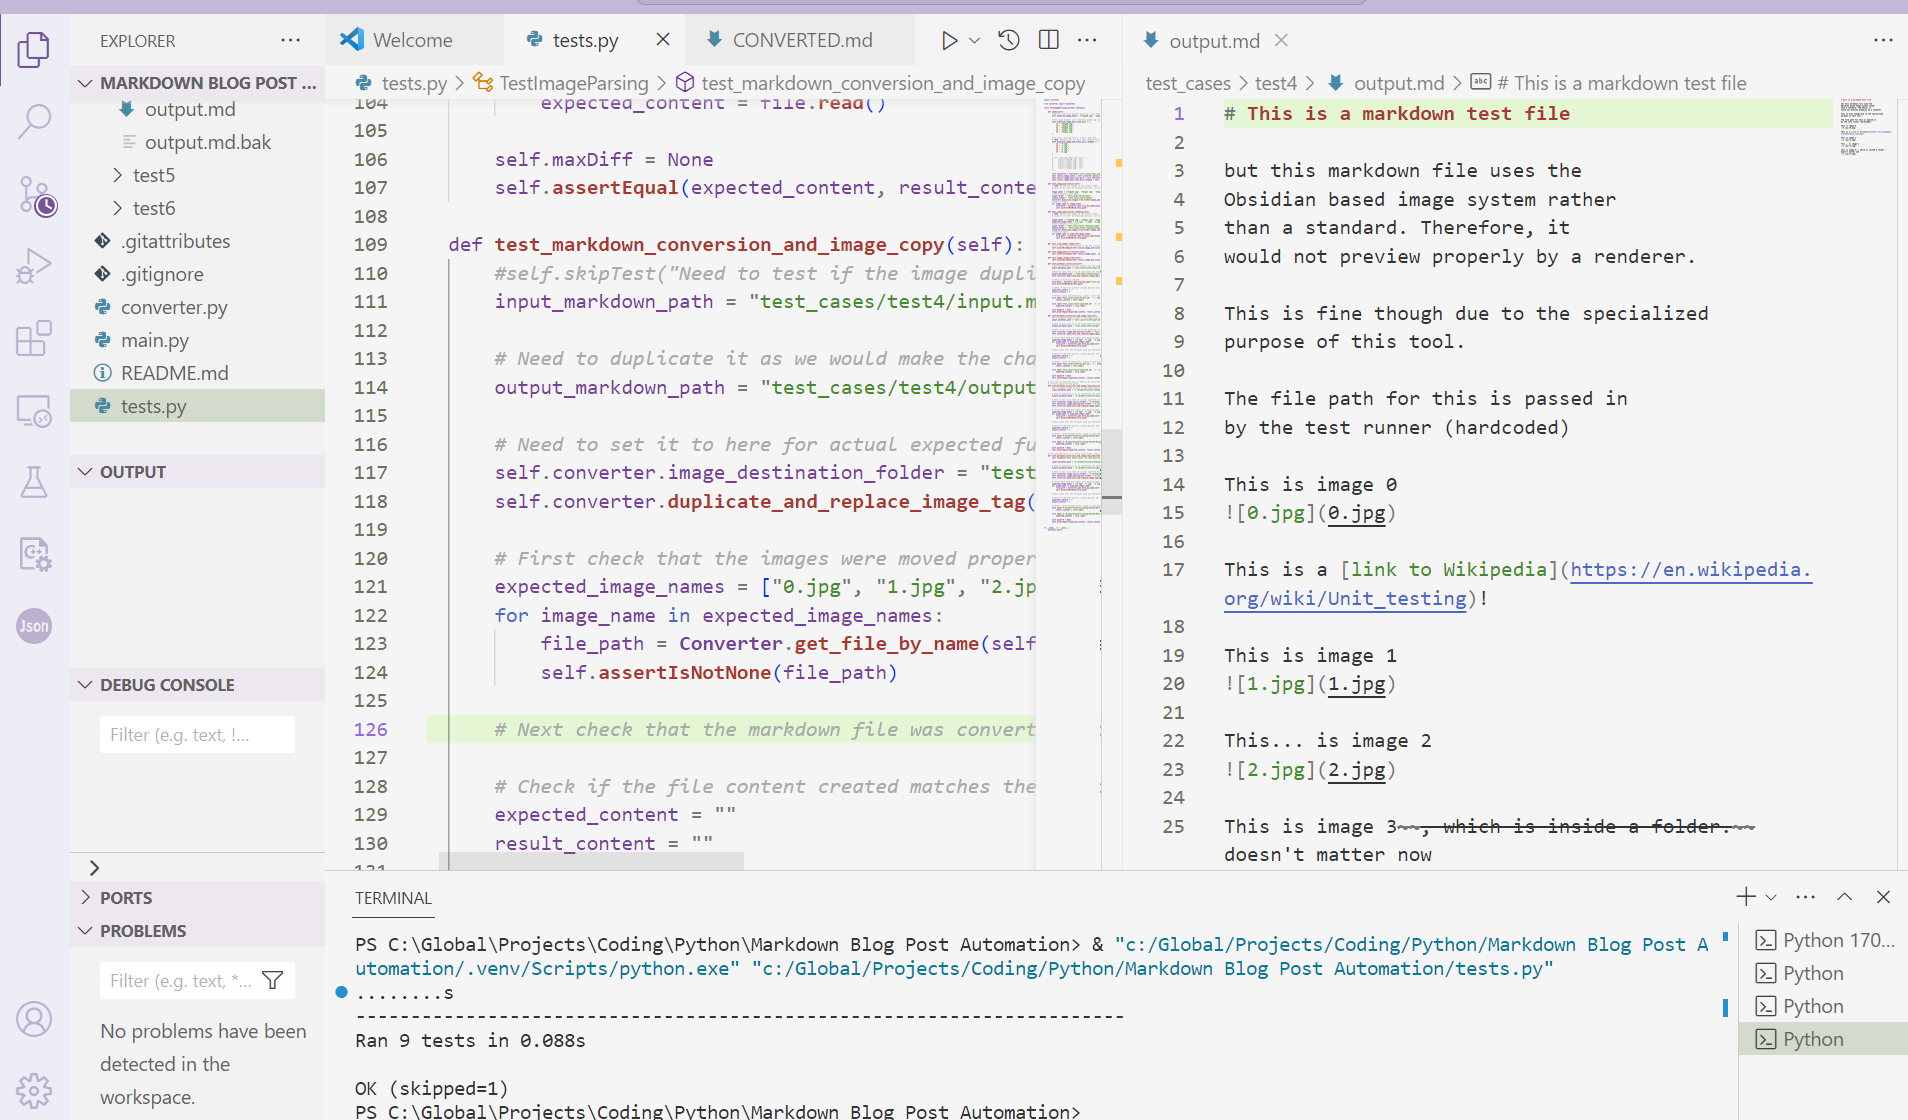 EXPLORER
MARKDOWN BLOG POST ...
output.md
output.md.bak
test5
test6
.gitattributes
.gitignore
converter.py
main.py
README.md
tests.py
OUTPUT
DEBUG CONSOLE
Filter (e.g. text, !...
PORTS
PROBLEMS
Filter (e.g. text, *...
No problems have been
detected in the
workspace.
Json
Welcome
tests.py
CONVERTED.md
tests.py > TestImageParsing > test_markdown_conversion_and_image_copy
104 expected_content = file.read()
105
106 self.maxDiff = None
107 self.assertEqual(expected_content, result_conte
108
109 def test_markdown_conversion_and_image_copy(self):
110 #self.skipTest("Need to test if the image dupli
111 input_markdown_path = "test_cases/test4/input.m
112
113 # Need to duplicate it as we would make the cha
114 output_markdown_path = "test_cases/test4/output
115
116 # Need to set it to here for actual expected fu
117 self.converter.image_destination_folder = "test
118 self.converter.duplicate_and_replace_image_tag(
119
120 # First check that the images were moved proper
121 expected_image_names = ["0.jpg", "1.jpg", "2.jp
122 for image_name in expected_image_names:
123 file_path = Converter.get_file_by_name(self
124 self.assertIsNotNone(file_path)
125
126 # Next check that the markdown file was convert
127
128 # Check if the file content created matches the
129 expected_content = ""
130 result_content = ""
131
output.md
test_cases > test4 > output.md > abc # This is a markdown test file
1 # This is a markdown test file
2
3 but this markdown file uses the
4 Obsidian based image system rather
5 than a standard. Therefore, it
6 would not preview properly by a renderer.
7
8 This is fine though due to the specialized
9 purpose of this tool.
10
11 The file path for this is passed in
12 by the test runner (hardcoded)
13
14 This is image 0
15 ![0.jpg](0.jpg)
16
17 This is a [link to Wikipedia](https://en.wikipedia.
org/wiki/Unit_testing)!
18
19 This is image 1
20 ![1.jpg](1.jpg)
21
22 This... is image 2
23 ![2.jpg](2.jpg)
24
25 This is image 3~~, which is inside a folder.~~
doesn't matter now
TERMINAL
PS C:\Global\Projects\Coding\Python\Markdown Blog Post Automation> & "c:/Global/Projects/Coding/Python/Markdown Blog Post A
utomation/.venv/Scripts/python.exe" "c:/Global/Projects/Coding/Python/Markdown Blog Post Automation/tests.py"
........s
----------------------------------------------------------------------
Ran 9 tests in 0.088s
OK (skipped=1)
PS C:\Global\Projects\Coding\Python\Markdown Blog Post Automation>
Python 170...
Python
Python
Python